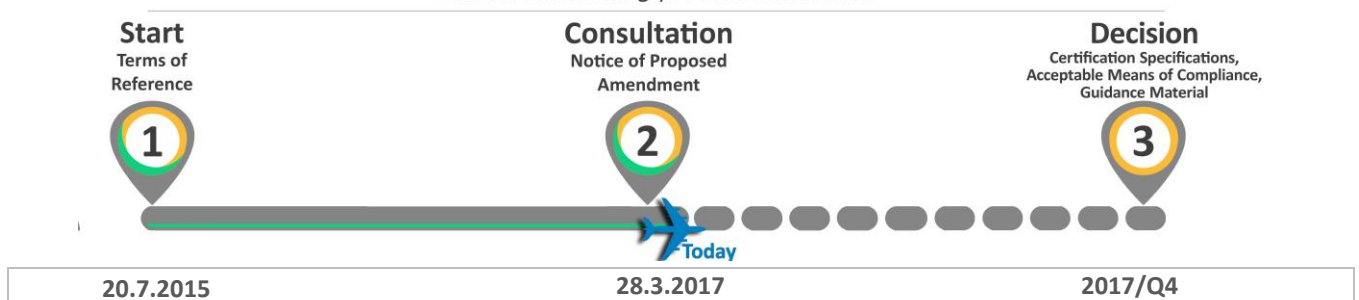 Start
Terms of
Reference
Consultation
Notice of Proposed
Amendment
Decision
Certification Specifications,
Acceptable Means of Compliance,
Guidance Material
1
2
3
Today
20.7.2015
28.3.2017
2017/Q4